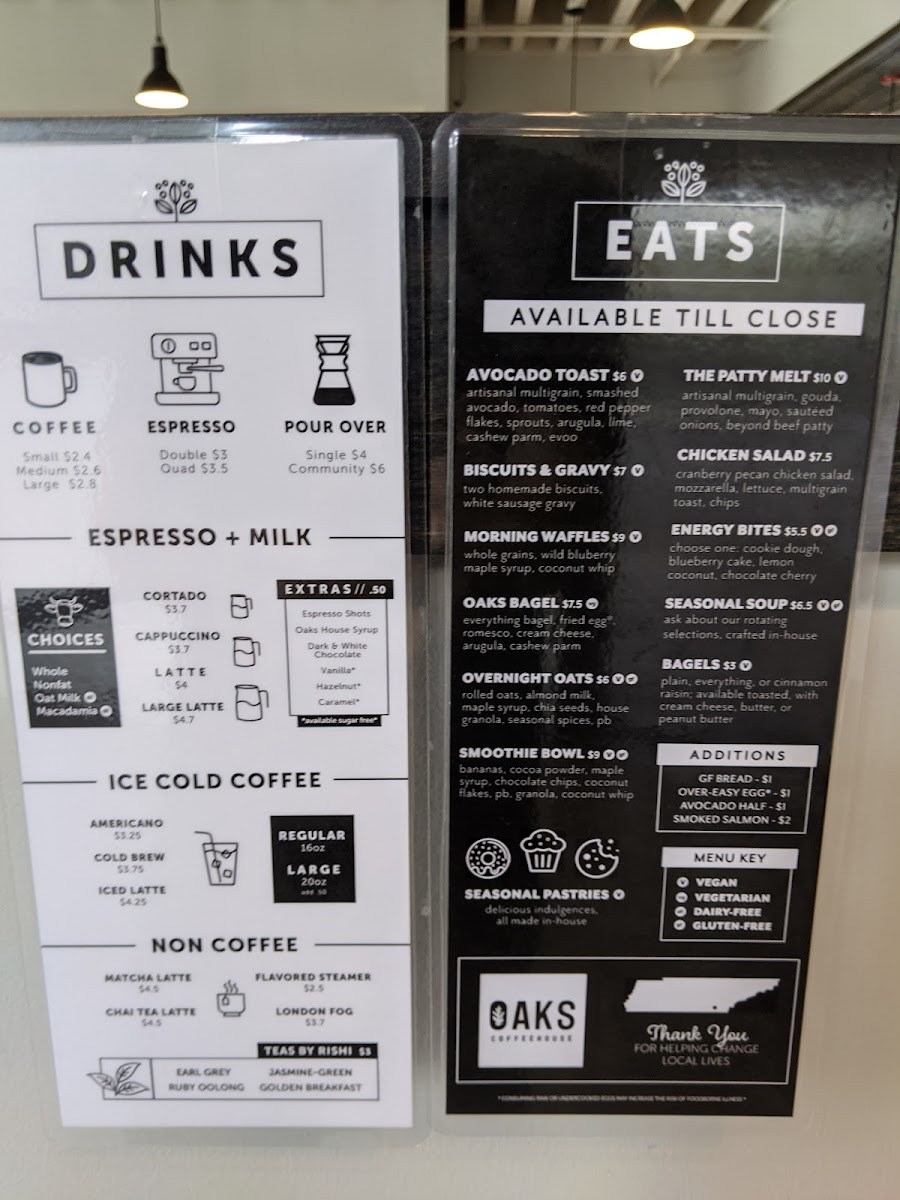 DRINKS
COFFEE
Small $2.4
Medium $2.6
Large $2.8
ESPRESSO
Double $3
Quad $3.5
POUR OVER
Single $4
Community $6
ESPRESSO + MILK
CHOICES
Whole
Nonfat
Oat Milk
Macadamia
CORTADO
$3.7
CAPPUCCINO
$3.7
LATTE
$4
LARGE LATTE
$4.7
EXTRAS// .50
Espresso Shots
Oaks House Syrup
Dark & White
Chocolate
Vanilla*
Hazelnut*
Caramel*
*available sugar free*
ICE COLD COFFEE
AMERICANO
$3.25
COLD BREW
$3.75
ICED LATTE
$4.25
REGULAR
16oz
LARGE
20oz
add .50
NON COFFEE
MATCHA LATTE
$4.5
CHAI TEA LATTE
$4.5
FLAVORED STEAMER
$2.5
LONDON FOG
$3.7
TEAS BY RISHI $3
EARL GREY
RUBY OOLONG
JASMINE-GREEN
GOLDEN BREAKFAST
EATS
AVAILABLE TILL CLOSE
AVOCADO TOAST $6 V
artisanal multigrain, smashed
avocado, tomatoes, red pepper
flakes, sprouts, arugula, lime,
cashew parm, evoo
BISCUITS & GRAVY $7 V
two homemade biscuits,
white sausage gravy
MORNING WAFFLES $9 V
whole grains, wild bluberry
maple syrup, coconut whip
OAKS BAGEL $7.5
everything bagel, fried egg*,
romesco, cream cheese,
arugula, cashew parm
OVERNIGHT OATS $6 V
rolled oats, almond milk,
maple syrup, chia seeds, house
granola, seasonal spices, pb
SMOOTHIE BOWL $9 V
bananas, cocoa powder, maple
syrup, chocolate chips, coconut
flakes, pb, granola, coconut whip
SEASONAL PASTRIES V
delicious indulgences,
all made in-house
THE PATTY MELT $10 V
artisanal multigrain, gouda,
provolone, mayo, sautéed
onions, beyond beef patty
CHICKEN SALAD $7.5
cranberry pecan chicken salad,
mozzarella, lettuce, multigrain
toast, chips
ENERGY BITES $5.5 V
choose one: cookie dough,
blueberry cake, lemon
coconut, chocolate cherry
SEASONAL SOUP $6.5 V
ask about our rotating
selections, crafted in-house
BAGELS $3 V
plain, everything, or cinnamon
raisin; available toasted, with
cream cheese, butter, or
peanut butter
ADDITIONS
GF BREAD - $1
OVER-EASY EGG* - $1
AVOCADO HALF - $1
SMOKED SALMON - $2
MENU KEY
V VEGAN
VEGETARIAN
DAIRY-FREE
GLUTEN-FREE
OAKS
COFFEEHOUSE
Thank You
FOR HELPING CHANGE
LOCAL LIVES
* CONSUMING RAW OR UNDERCOOKED EGGS MAY INCREASE THE RISK OF FOODBORNE ILLNESS *